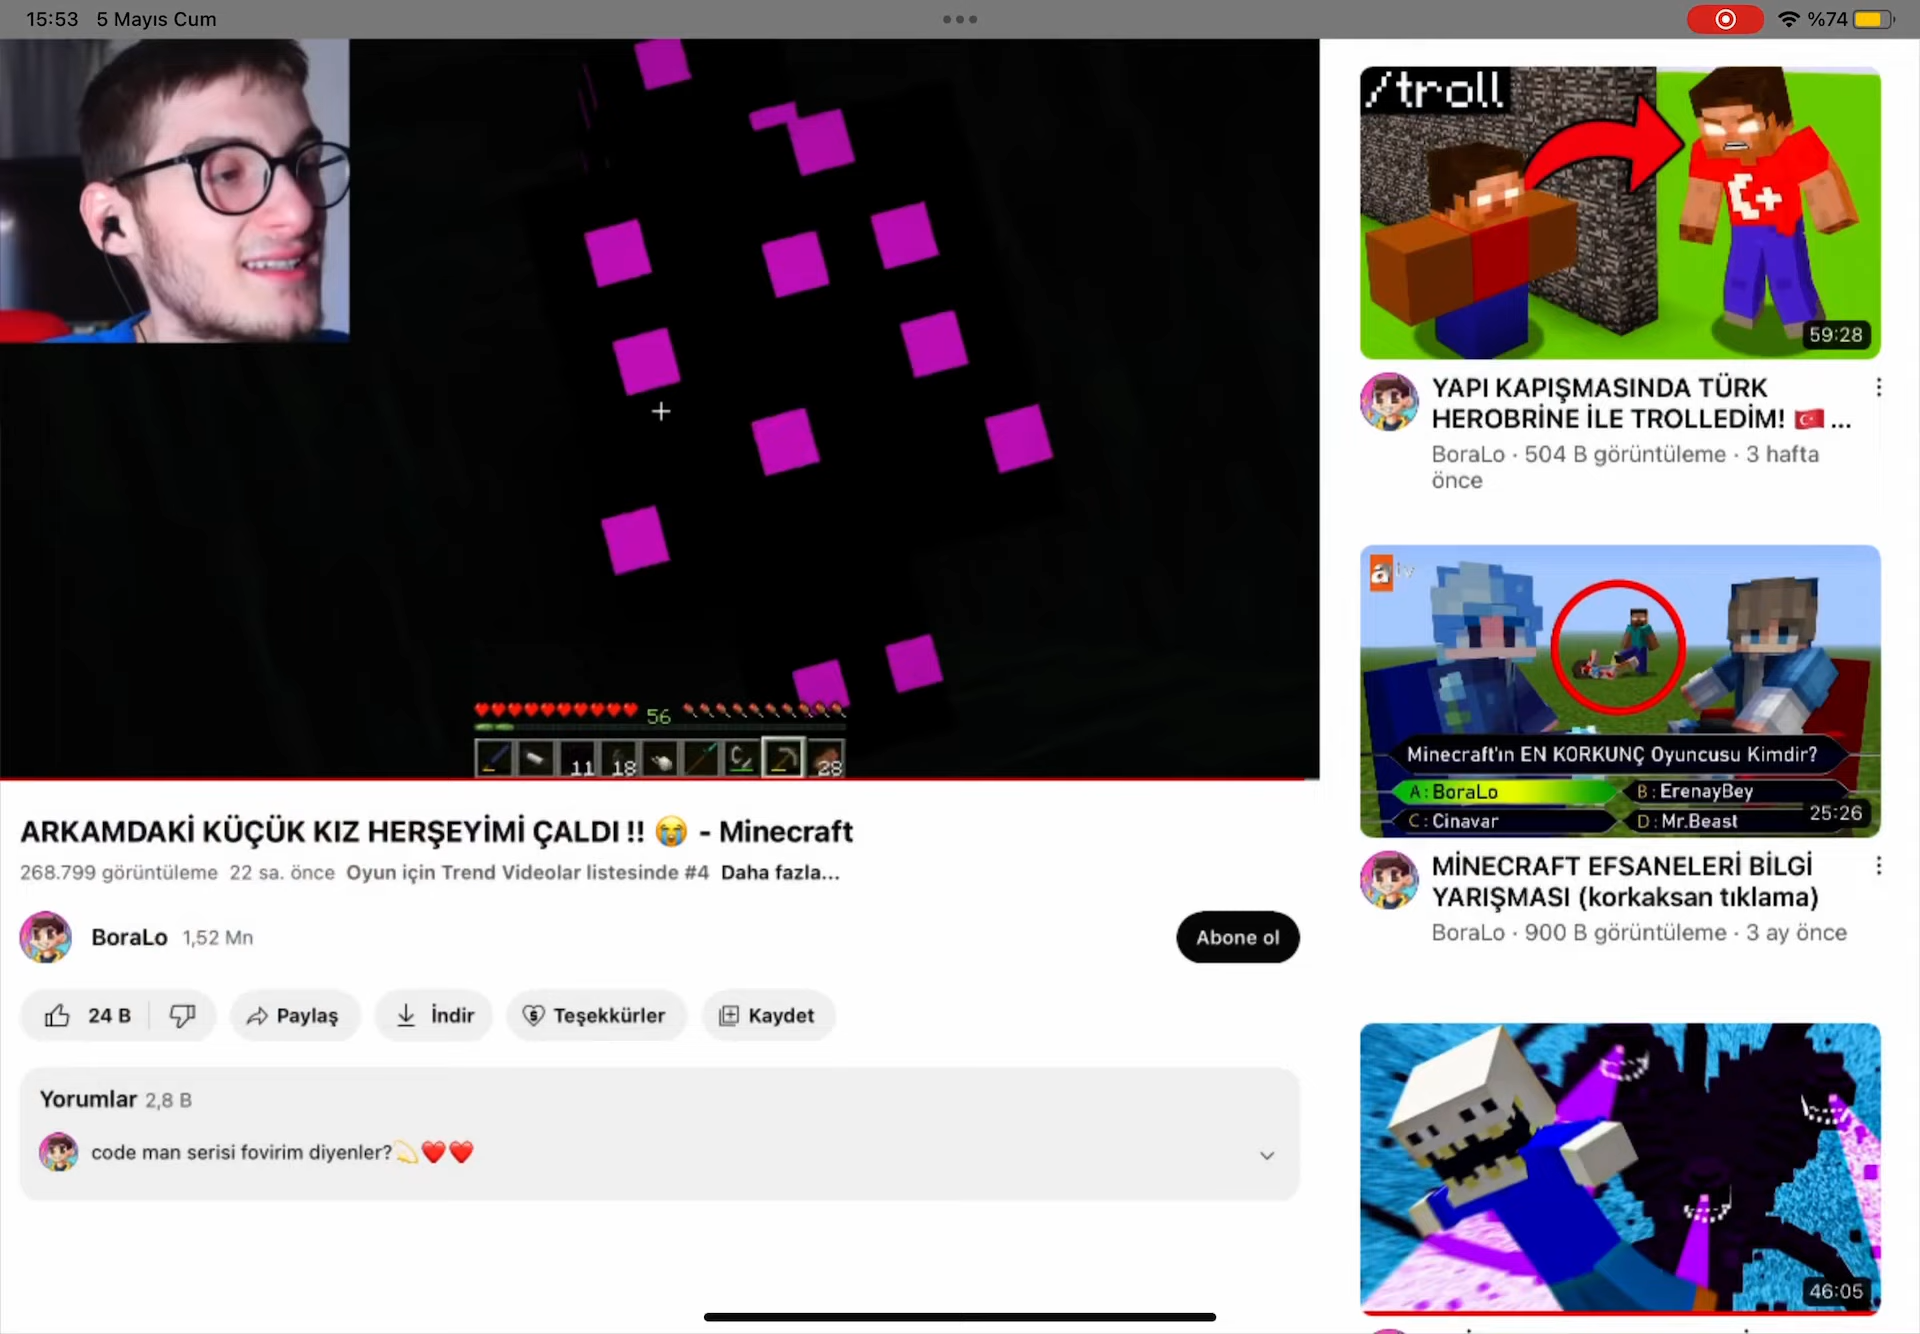 15:53 5 Mayıs Cum
%74
56
11
18
28
ARKAMDAKİ KÜÇÜK KIZ HERŞEYİMİ ÇALDI !! 😭 - Minecraft
268.799 görüntüleme 22 sa. önce Oyun için Trend Videolar listesinde #4 Daha fazla...
BoraLo 1,52 Mn
Abone ol
24 B
Paylaş
İndir
Teşekkürler
Kaydet
Yorumlar 2,8 B
code man serisi fovirim diyenler?💫❤️❤️
/troll
59:28
YAPI KAPIŞMASINDA TÜRK
HEROBRİNE İLE TROLLEDİM! 🇹🇷 ...
BoraLo · 504 B görüntüleme · 3 hafta
önce
atv
Minecraft'ın EN KORKUNÇ Oyuncusu Kimdir?
A: BoraLo
B: ErenayBey
C: Cinavar
D: Mr.Beast
25:26
MİNECRAFT EFSANELERİ BİLGİ
YARIŞMASI (korkaksan tıklama)
BoraLo · 900 B görüntüleme · 3 ay önce
46:05